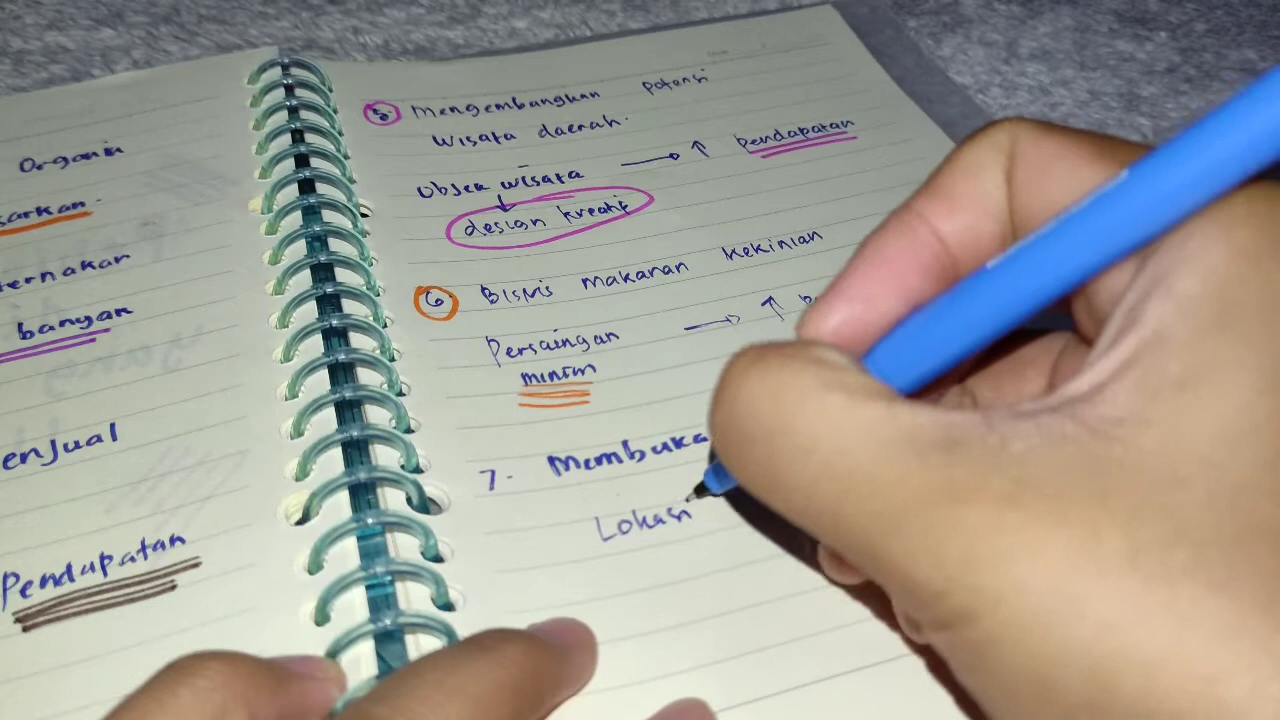 Organik
sarkan.
ternakan
banyak
enjual
Pendapatan
5. Mengembangkan potensi
wisata daerah.
Objek wisata → ↑ pendapatan
design kreatif
6. Bisnis makanan kekinian
Persaingan → ↑
minim
7. Membuka
Lokasi